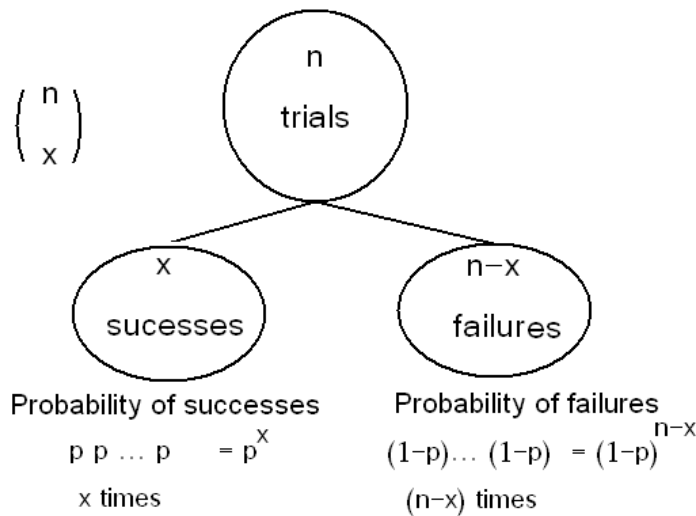 n
trials
( n
x )
x
sucesses
n−x
failures
Probability of successes
p p ... p = p^x
x times
Probability of failures
(1−p)... (1−p) = (1−p)^n−x
(n−x) times